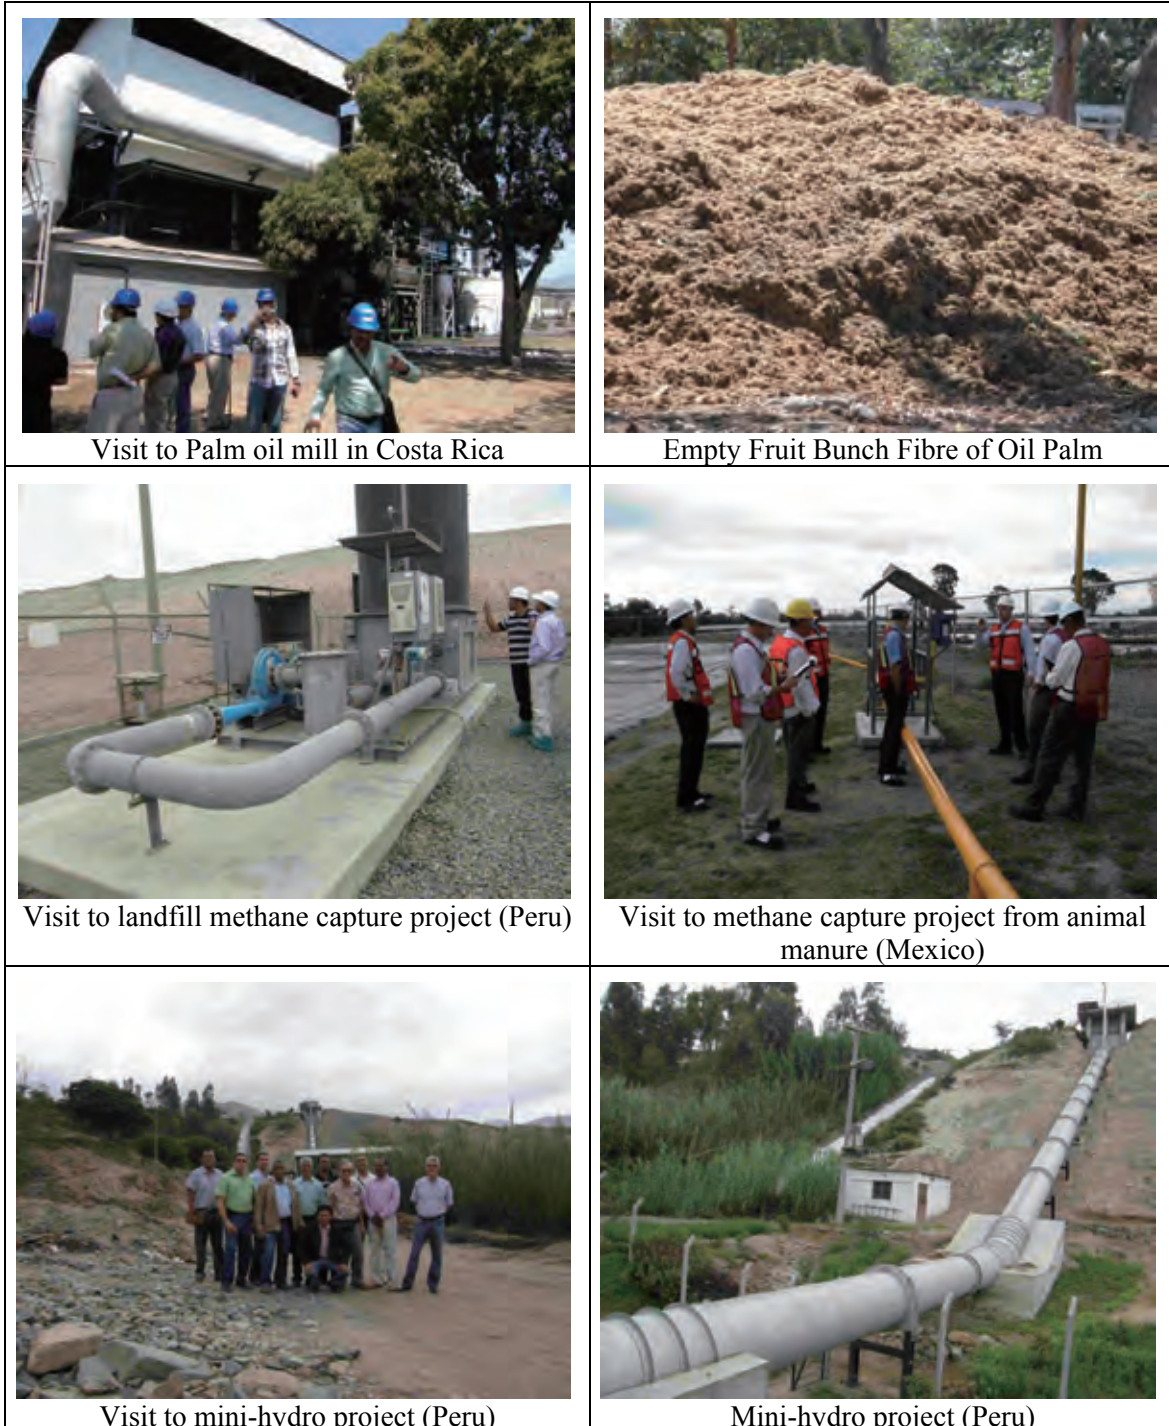 Visit to Palm oil mill in Costa Rica
Empty Fruit Bunch Fibre of Oil Palm
Visit to landfill methane capture project (Peru)
Visit to methane capture project from animal
manure (Mexico)
Visit to mini-hydro project (Peru)
Mini-hydro project (Peru)